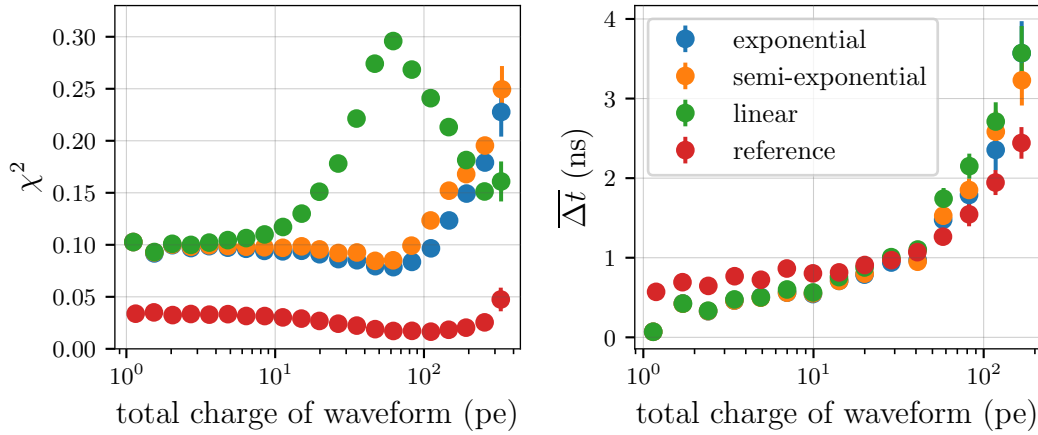 χ²
0.30
0.25
0.20
0.15
0.10
0.05
0.00
10⁰
10¹
10²
total charge of waveform (pe)
Δt (ns)
4
3
2
1
0
exponential
semi-exponential
linear
reference
10⁰
10¹
10²
total charge of waveform (pe)